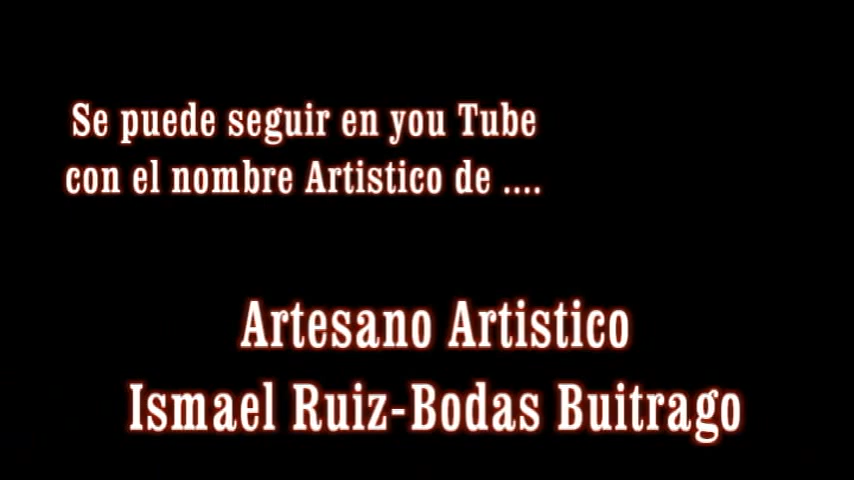 Se puede seguir en you Tube
con el nombre Artistico de ....
Artesano Artistico
Ismael Ruiz-Bodas Buitrago